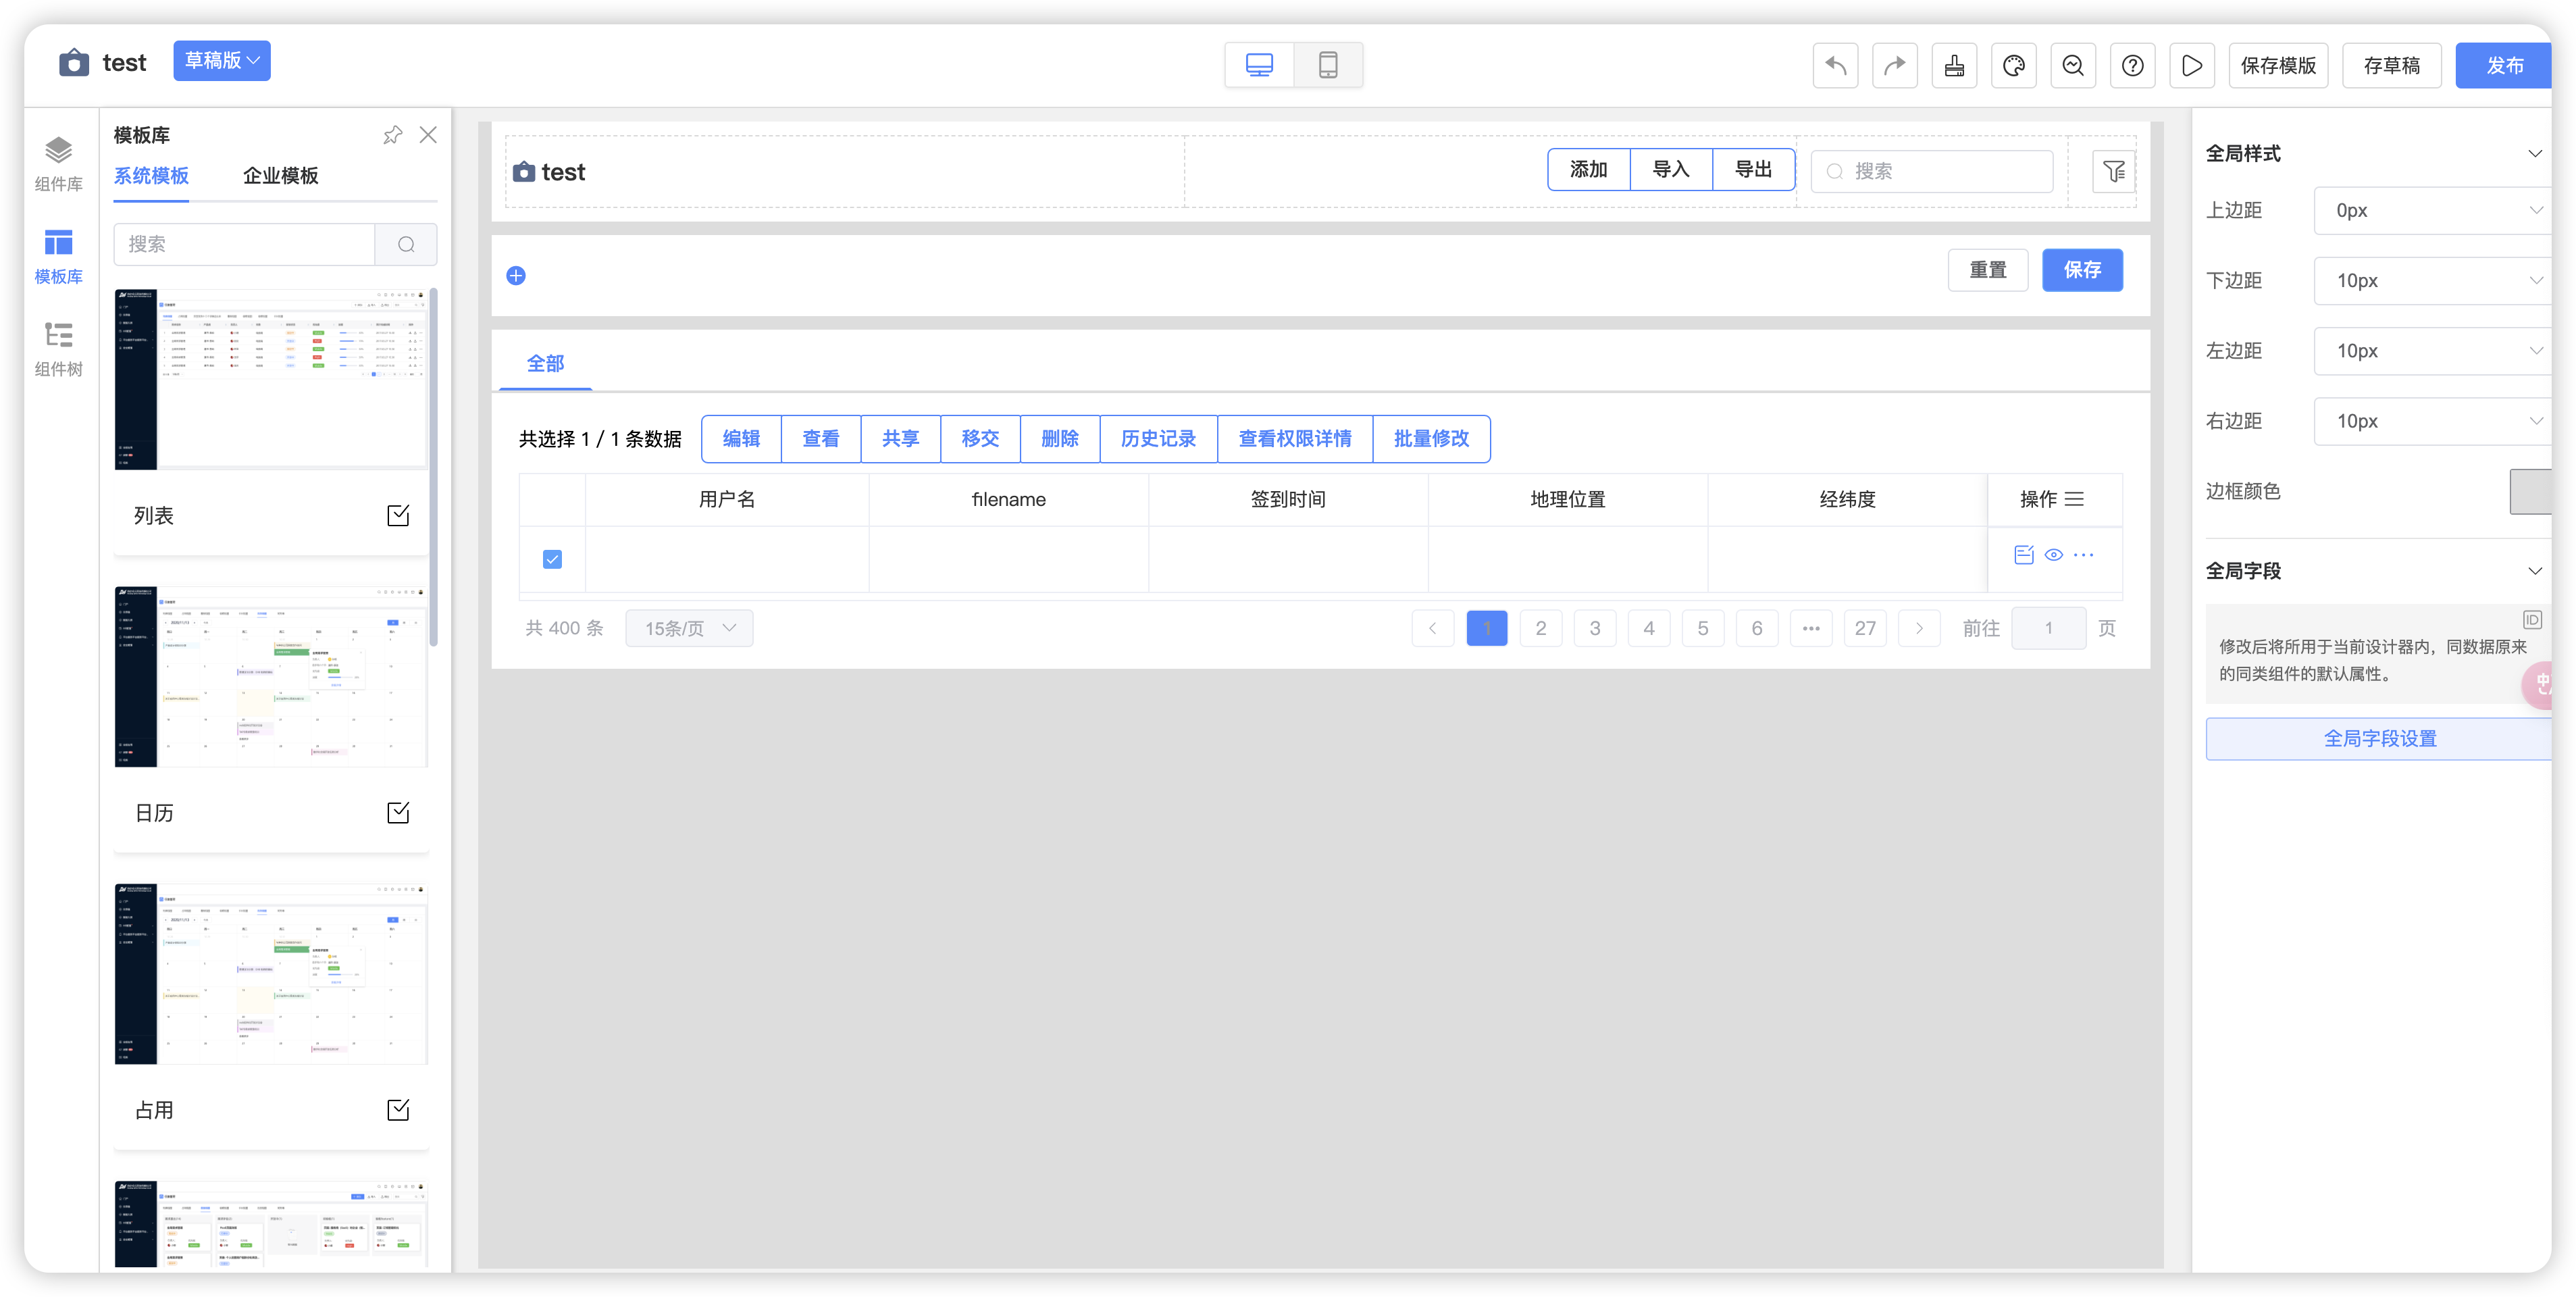 test
草稿版
保存模版
存草稿
发布
组件库
模板库
组件树
模板库
系统模板
企业模板
搜索
列表
日历
占用
test
添加
导入
导出
搜索
重置
保存
全部
共选择 1 / 1 条数据
编辑
查看
共享
移交
删除
历史记录
查看权限详情
批量修改
用户名
filename
签到时间
地理位置
经纬度
操作
共 400 条
15条/页
1
2
3
4
5
6
27
前往
1
页
全局样式
上边距
0px
下边距
10px
左边距
10px
右边距
10px
边框颜色
全局字段
ID
修改后将所用于当前设计器内，同数据原来
的同类组件的默认属性。
全局字段设置